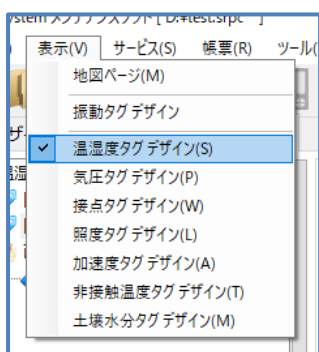 ystem メンテナンスソフト [ D:¥test.srpc ]
表示(V) サービス(S) 帳票(R) ツール(
地図ページ(M)
振動タグデザイン
温湿度タグデザイン(S)
気圧タグデザイン(P)
接点タグデザイン(W)
照度タグデザイン(L)
加速度タグデザイン(A)
非接触温度タグデザイン(T)
土壌水分タグデザイン(M)